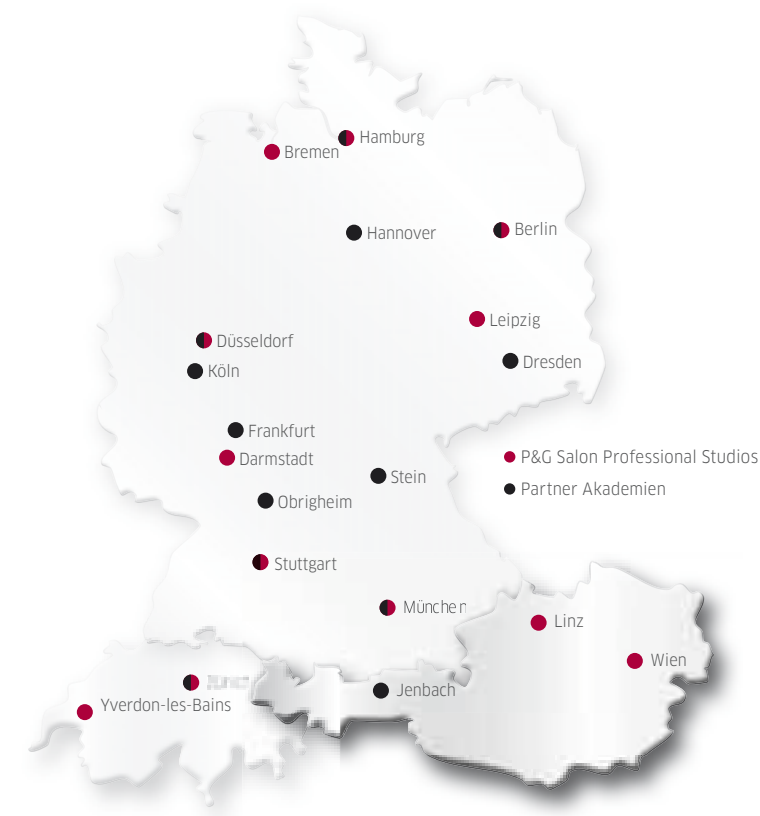 Hamburg
Bremen
Hannover
Berlin
Leipzig
Düsseldorf
Dresden
Köln
Frankfurt
Darmstadt
P&G Salon Professional Studios
Stein
Partner Akademien
Obrigheim
Stuttgart
München
Linz
Wien
Jenbach
Yverdon-les-Bains